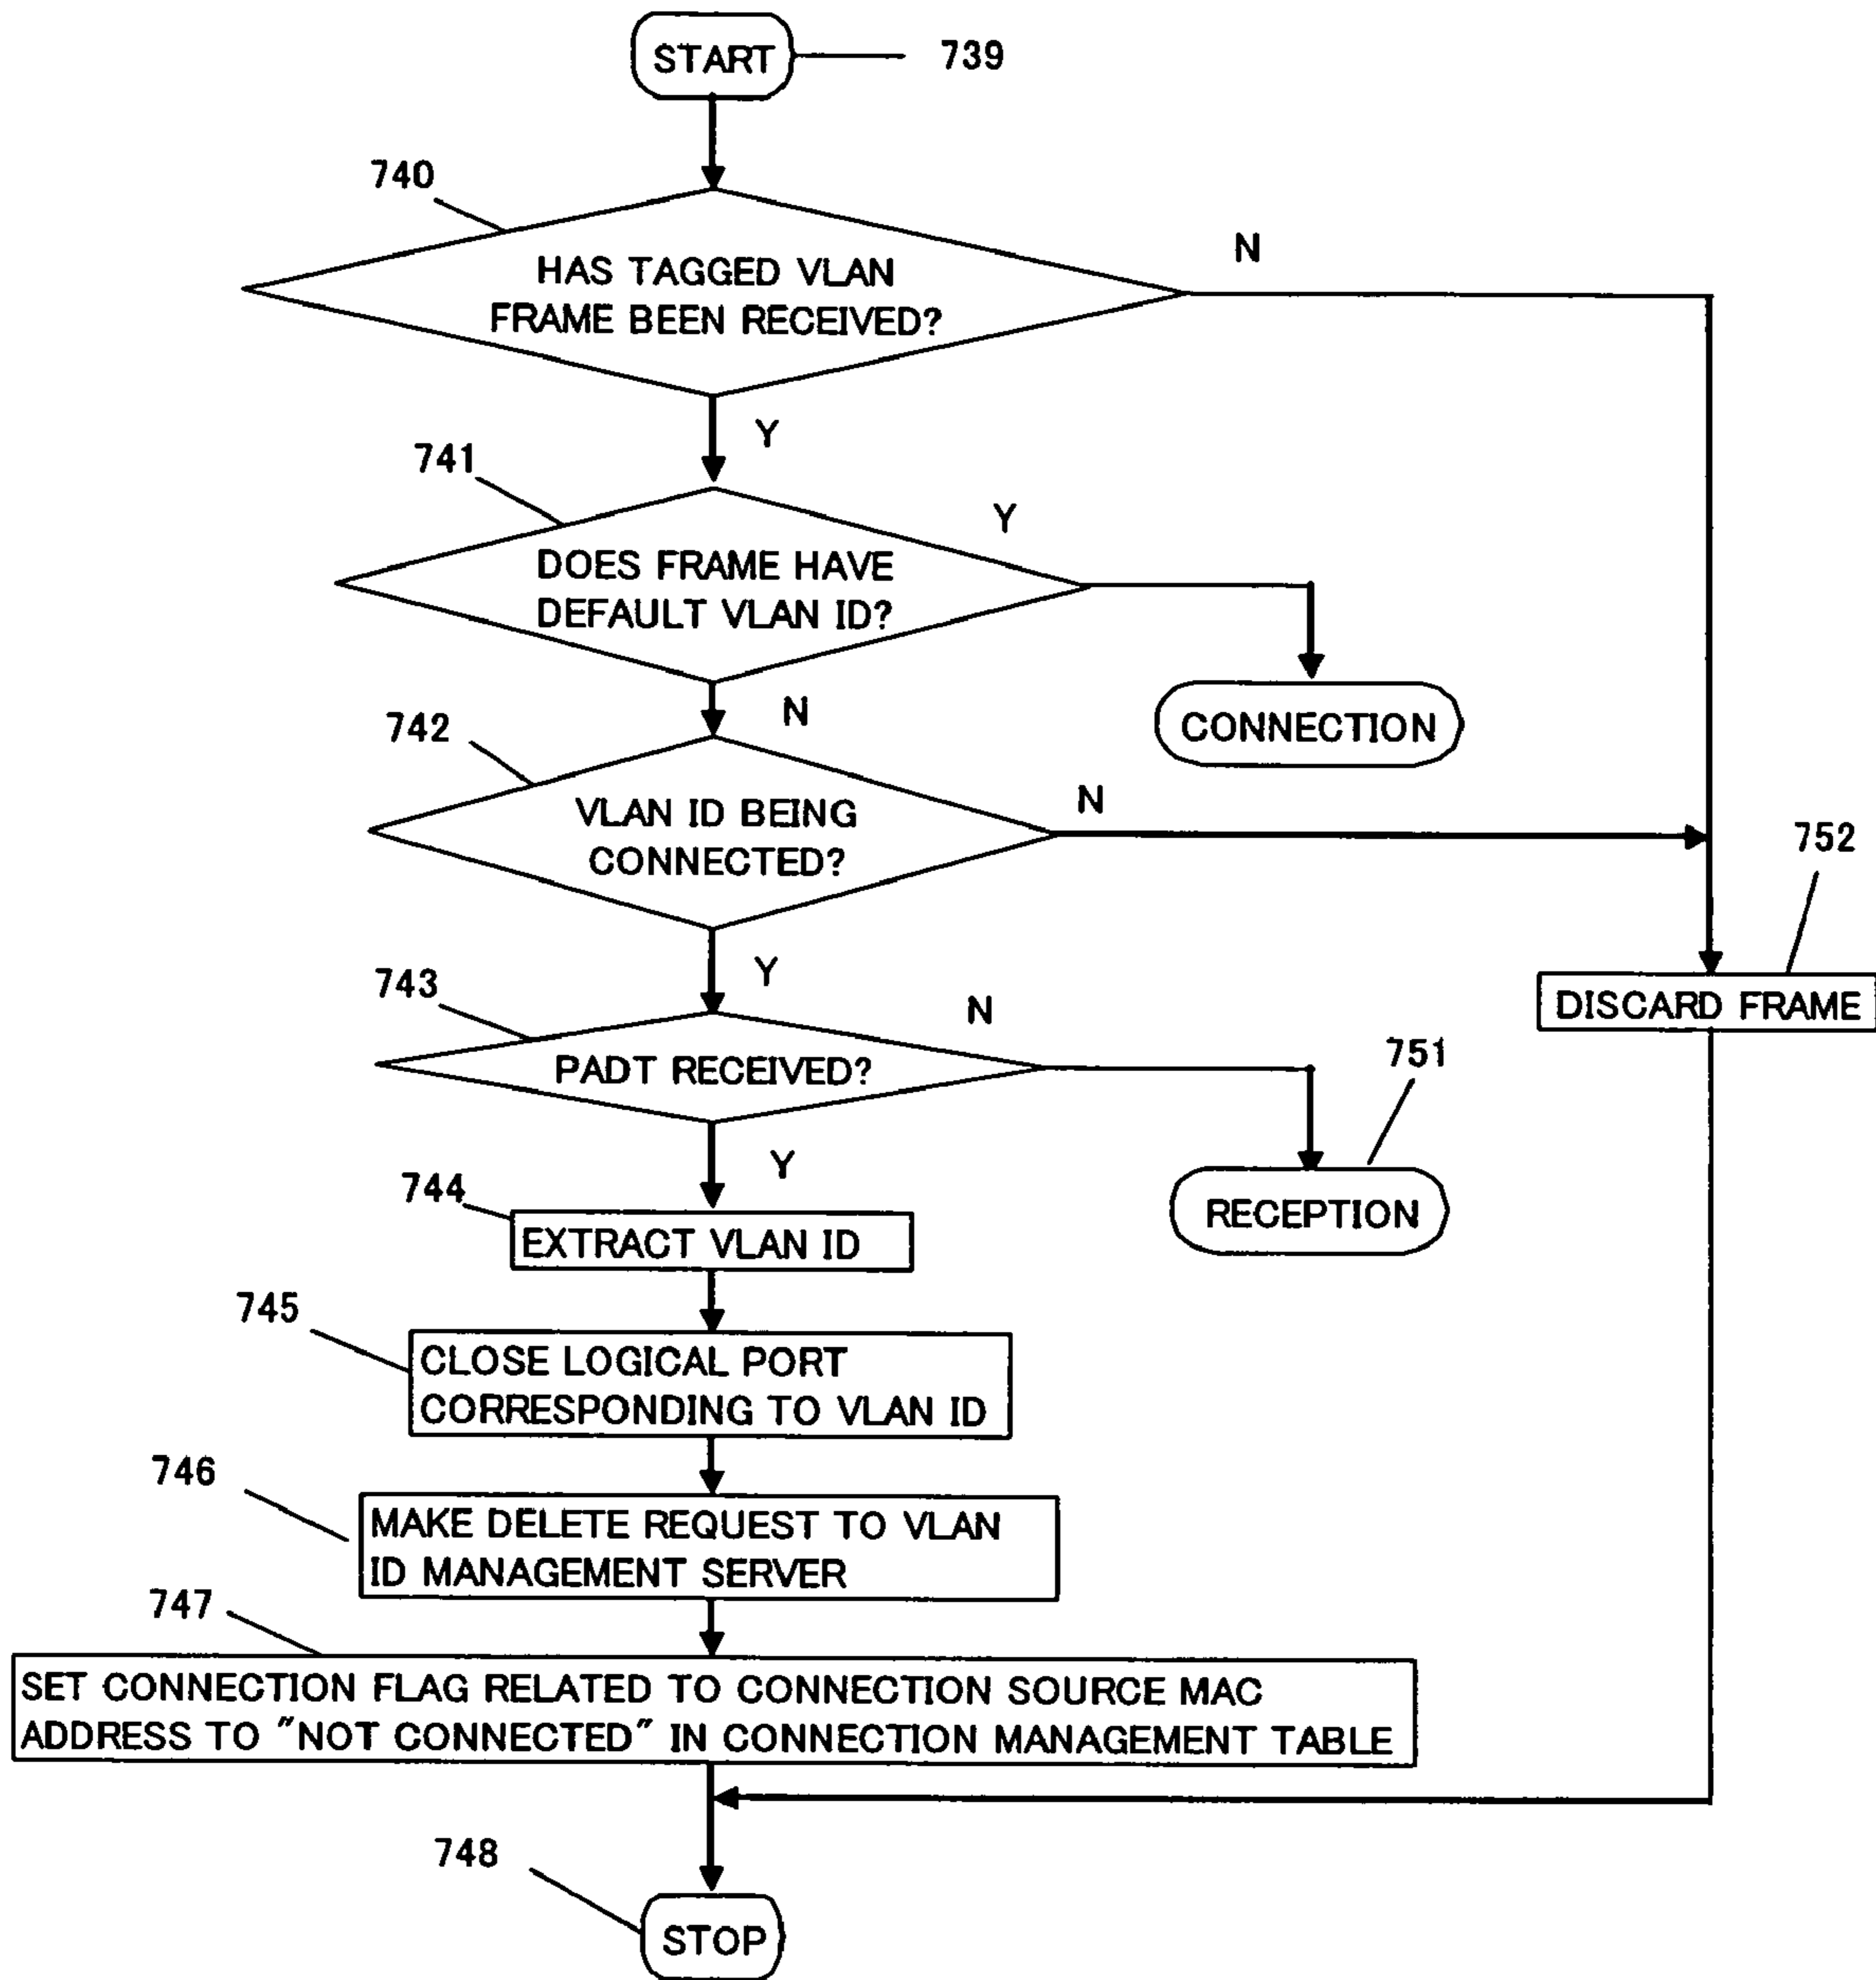 START
739
740
N
HAS TAGGED VLAN
FRAME BEEN RECEIVED?
Y
741
Y
DOES FRAME HAVE
DEFAULT VLAN ID?
N
CONNECTION
742
N
VLAN ID BEING
CONNECTED?
752
Y
743
N
DISCARD FRAME
PADT RECEIVED?
751
Y
744
RECEPTION
EXTRACT VLAN ID
745
CLOSE LOGICAL PORT
CORRESPONDING TO VLAN ID
746
MAKE DELETE REQUEST TO VLAN
ID MANAGEMENT SERVER
747
SET CONNECTION FLAG RELATED TO CONNECTION SOURCE MAC
ADDRESS TO "NOT CONNECTED" IN CONNECTION MANAGEMENT TABLE
748
STOP